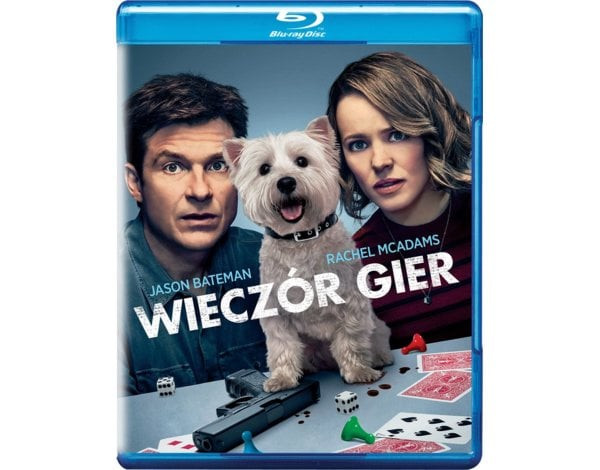 Blu-ray Disc
JASON BATEMAN
RACHEL MCADAMS
WIECZÓR GIER